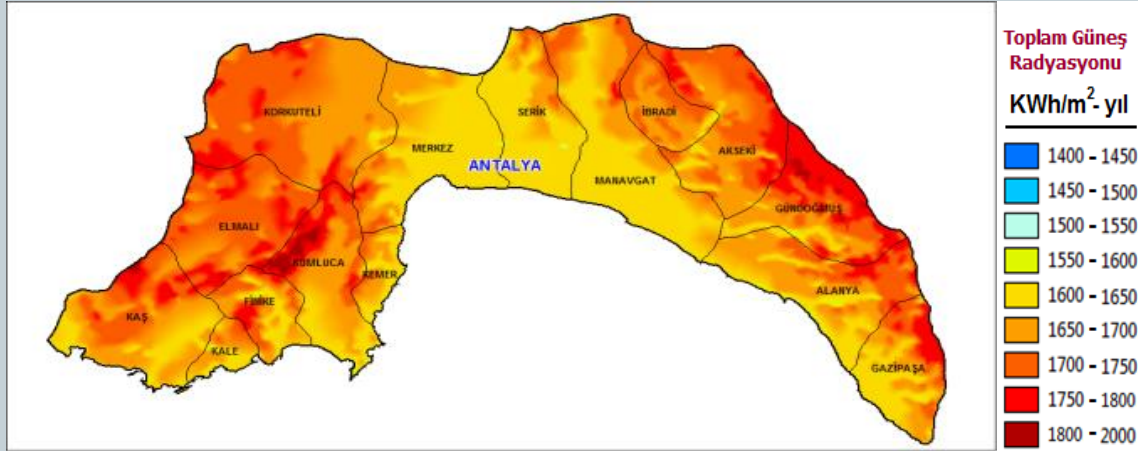 KORKUTELİ
MERKEZ
SERİK
İBRADİ
AKSEKİ
ANTALYA
MANAVGAT
GÜNDOĞMUŞ
ELMALI
KUMLUCA
KEMER
FİNİKE
KAŞ
KALE
ALANYA
GAZİPAŞA
Toplam Güneş
Radyasyonu
KWh/m²- yıl
1400 - 1450
1450 - 1500
1500 - 1550
1550 - 1600
1600 - 1650
1650 - 1700
1700 - 1750
1750 - 1800
1800 - 2000